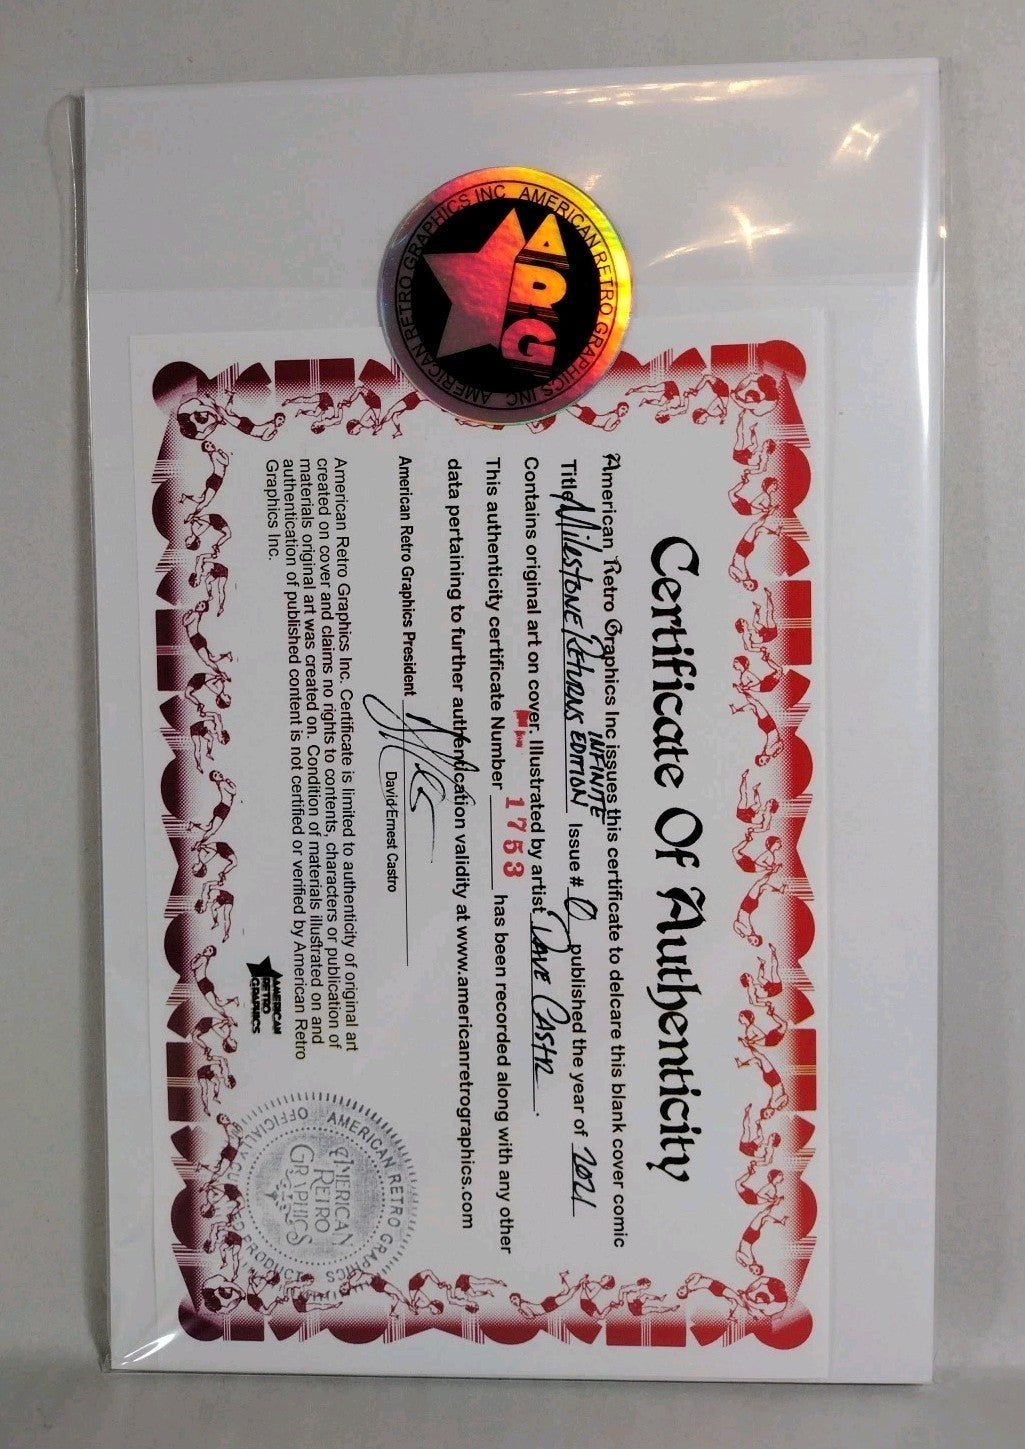 AMERICAN RETRO GRAPHICS INC AMERICAN RETRO GRAPHICS INC
ARG
Certificate Of Authenticity
American Retro Graphics Inc issues this certificate to delcare this blank cover comic
INFINITE
Title Milestone Returns EDITION Issue # 0 published the year of 2021
Contains original art on cover. Illustrated by artist Dave Castr
This authenticity certificate Number 1753 has been recorded along with any other
data pertaining to further authentication validity at www.americanretrographics.com
American Retro Graphics President
David Ernest Castro
American Retro Graphics Inc. Certificate is limited to authenticity of original art
created on cover and claims no rights to contents, characters or publication of
materials original art was created on. Condition of materials illustrated on and
authentication of published content is not certified or verified by American Retro
Graphics Inc.
AMERICAN
RETRO
GRAPHICS
AMERICAN RETRO GRAPHICS
AMERICAN
RETRO
GRAPHICS